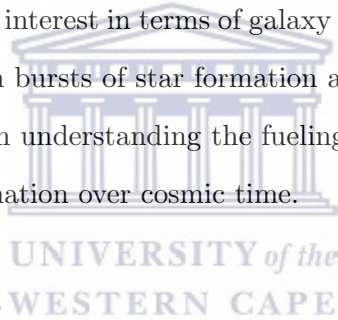 interest in terms of galaxy
bursts of star formation a
understanding the fueling
ation over cosmic time.
UNIVERSITY of the
WESTERN CAPE